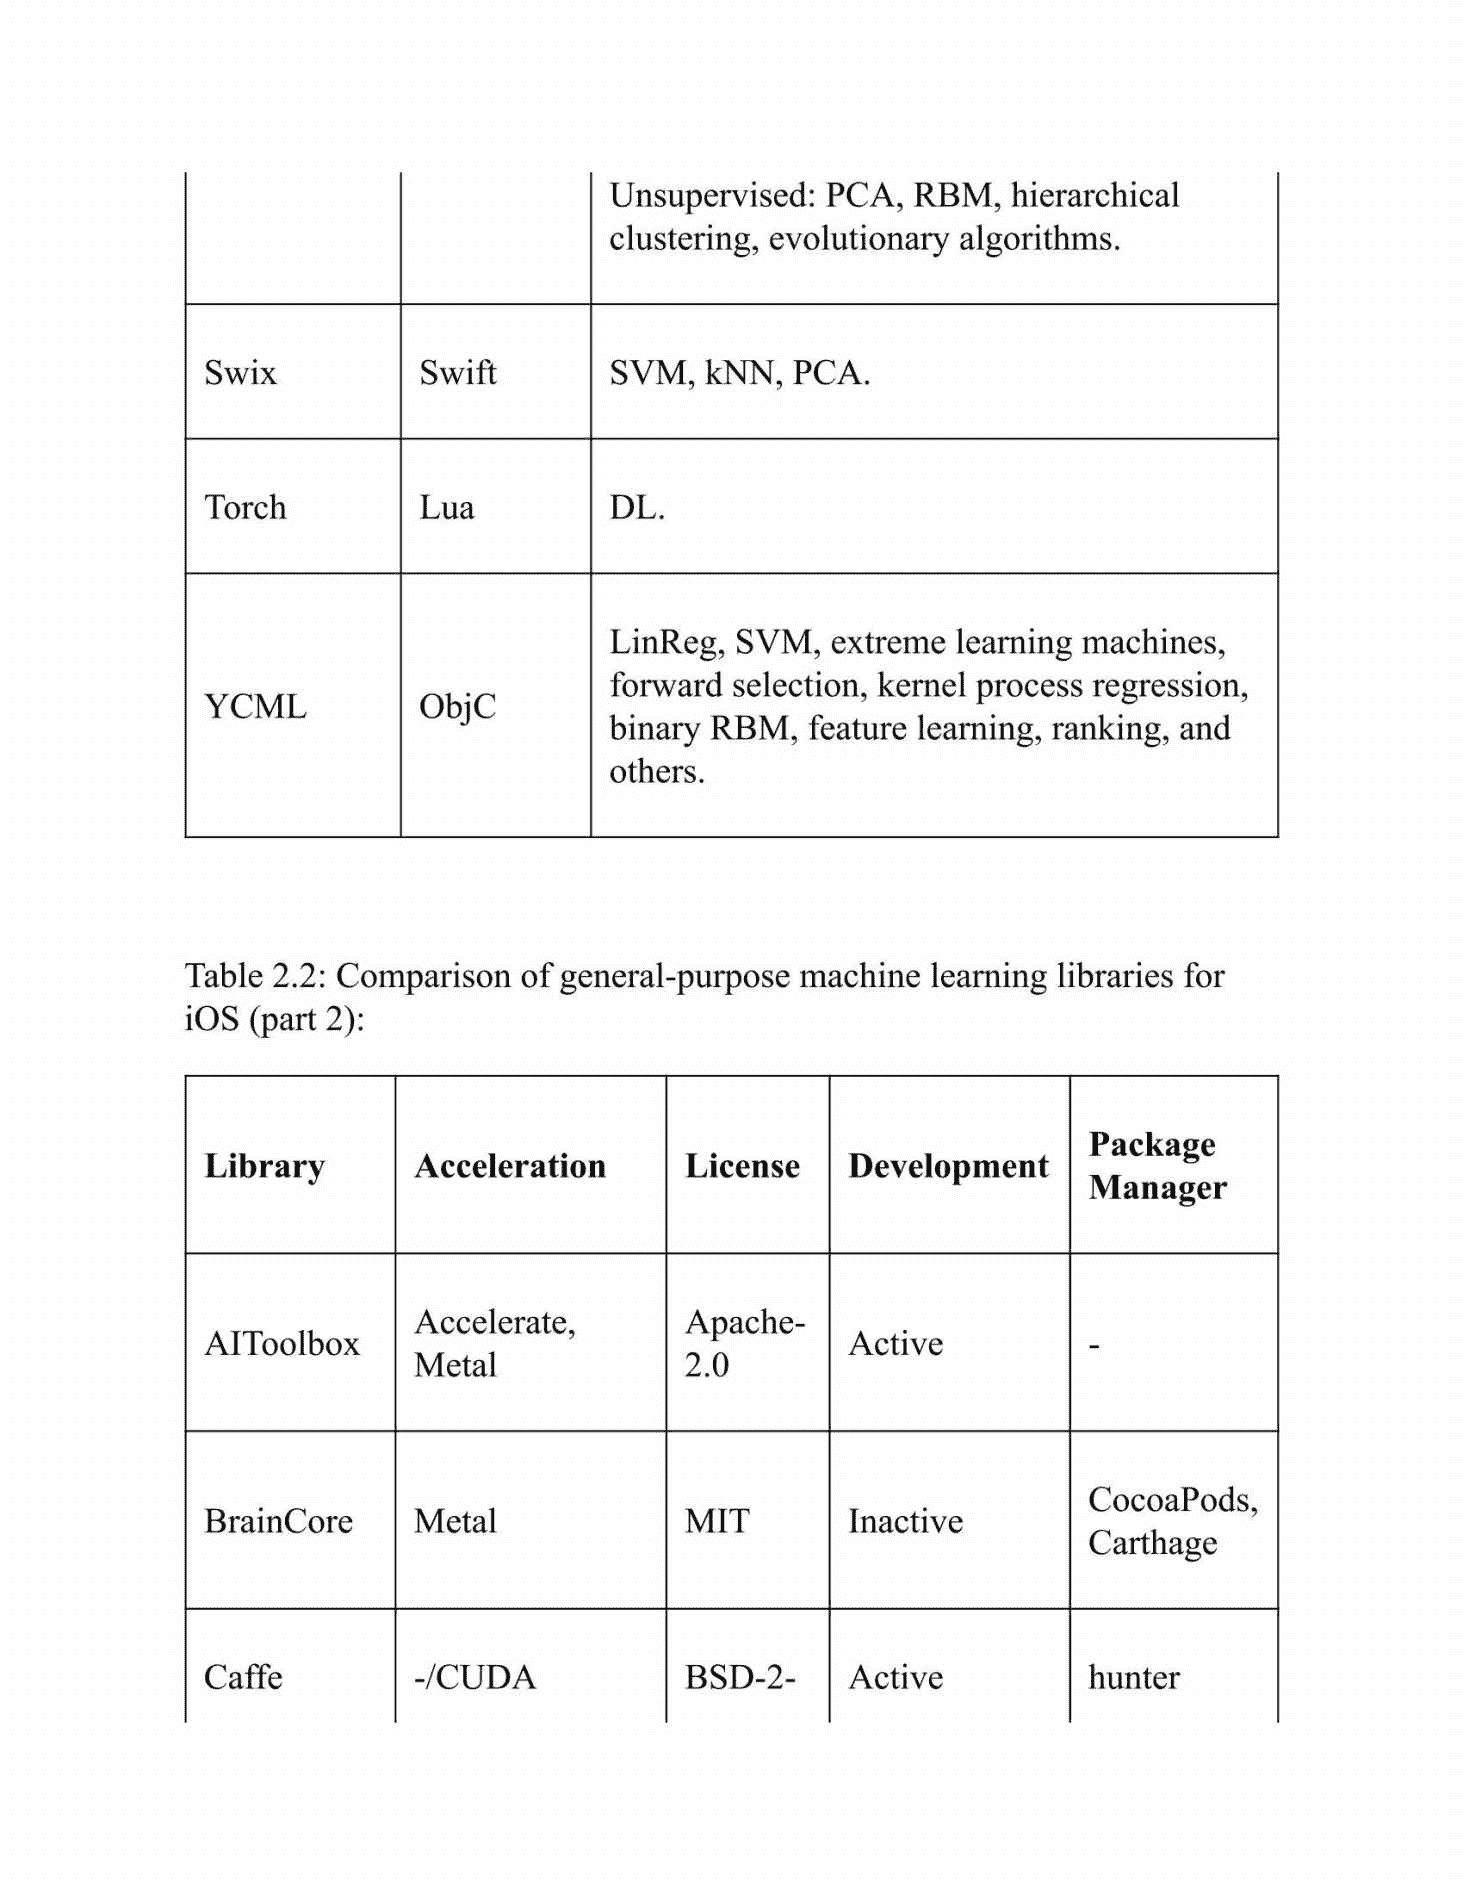 Unsupervised: PCA, RBM, hierarchical
clustering, evolutionary algorithms.
Swix Swift SVM, kNN, PCA.
Torch Lua DL.
LinReg, SVM, extreme learning machines,
forward selection, kernel process regression,
YCML ObjC
binary RBM, feature learning, ranking, and
others.
Table 2.2: Comparison of general-purpose machine learning libraries for
iOS (part 2):
Library Acceleration License Development Package
Manager
AIToolbox Accelerate,
Metal Apache-
2.0 Active -
BrainCore Metal MIT Inactive CocoaPods,
Carthage
Caffe -/CUDA BSD-2- Active hunter